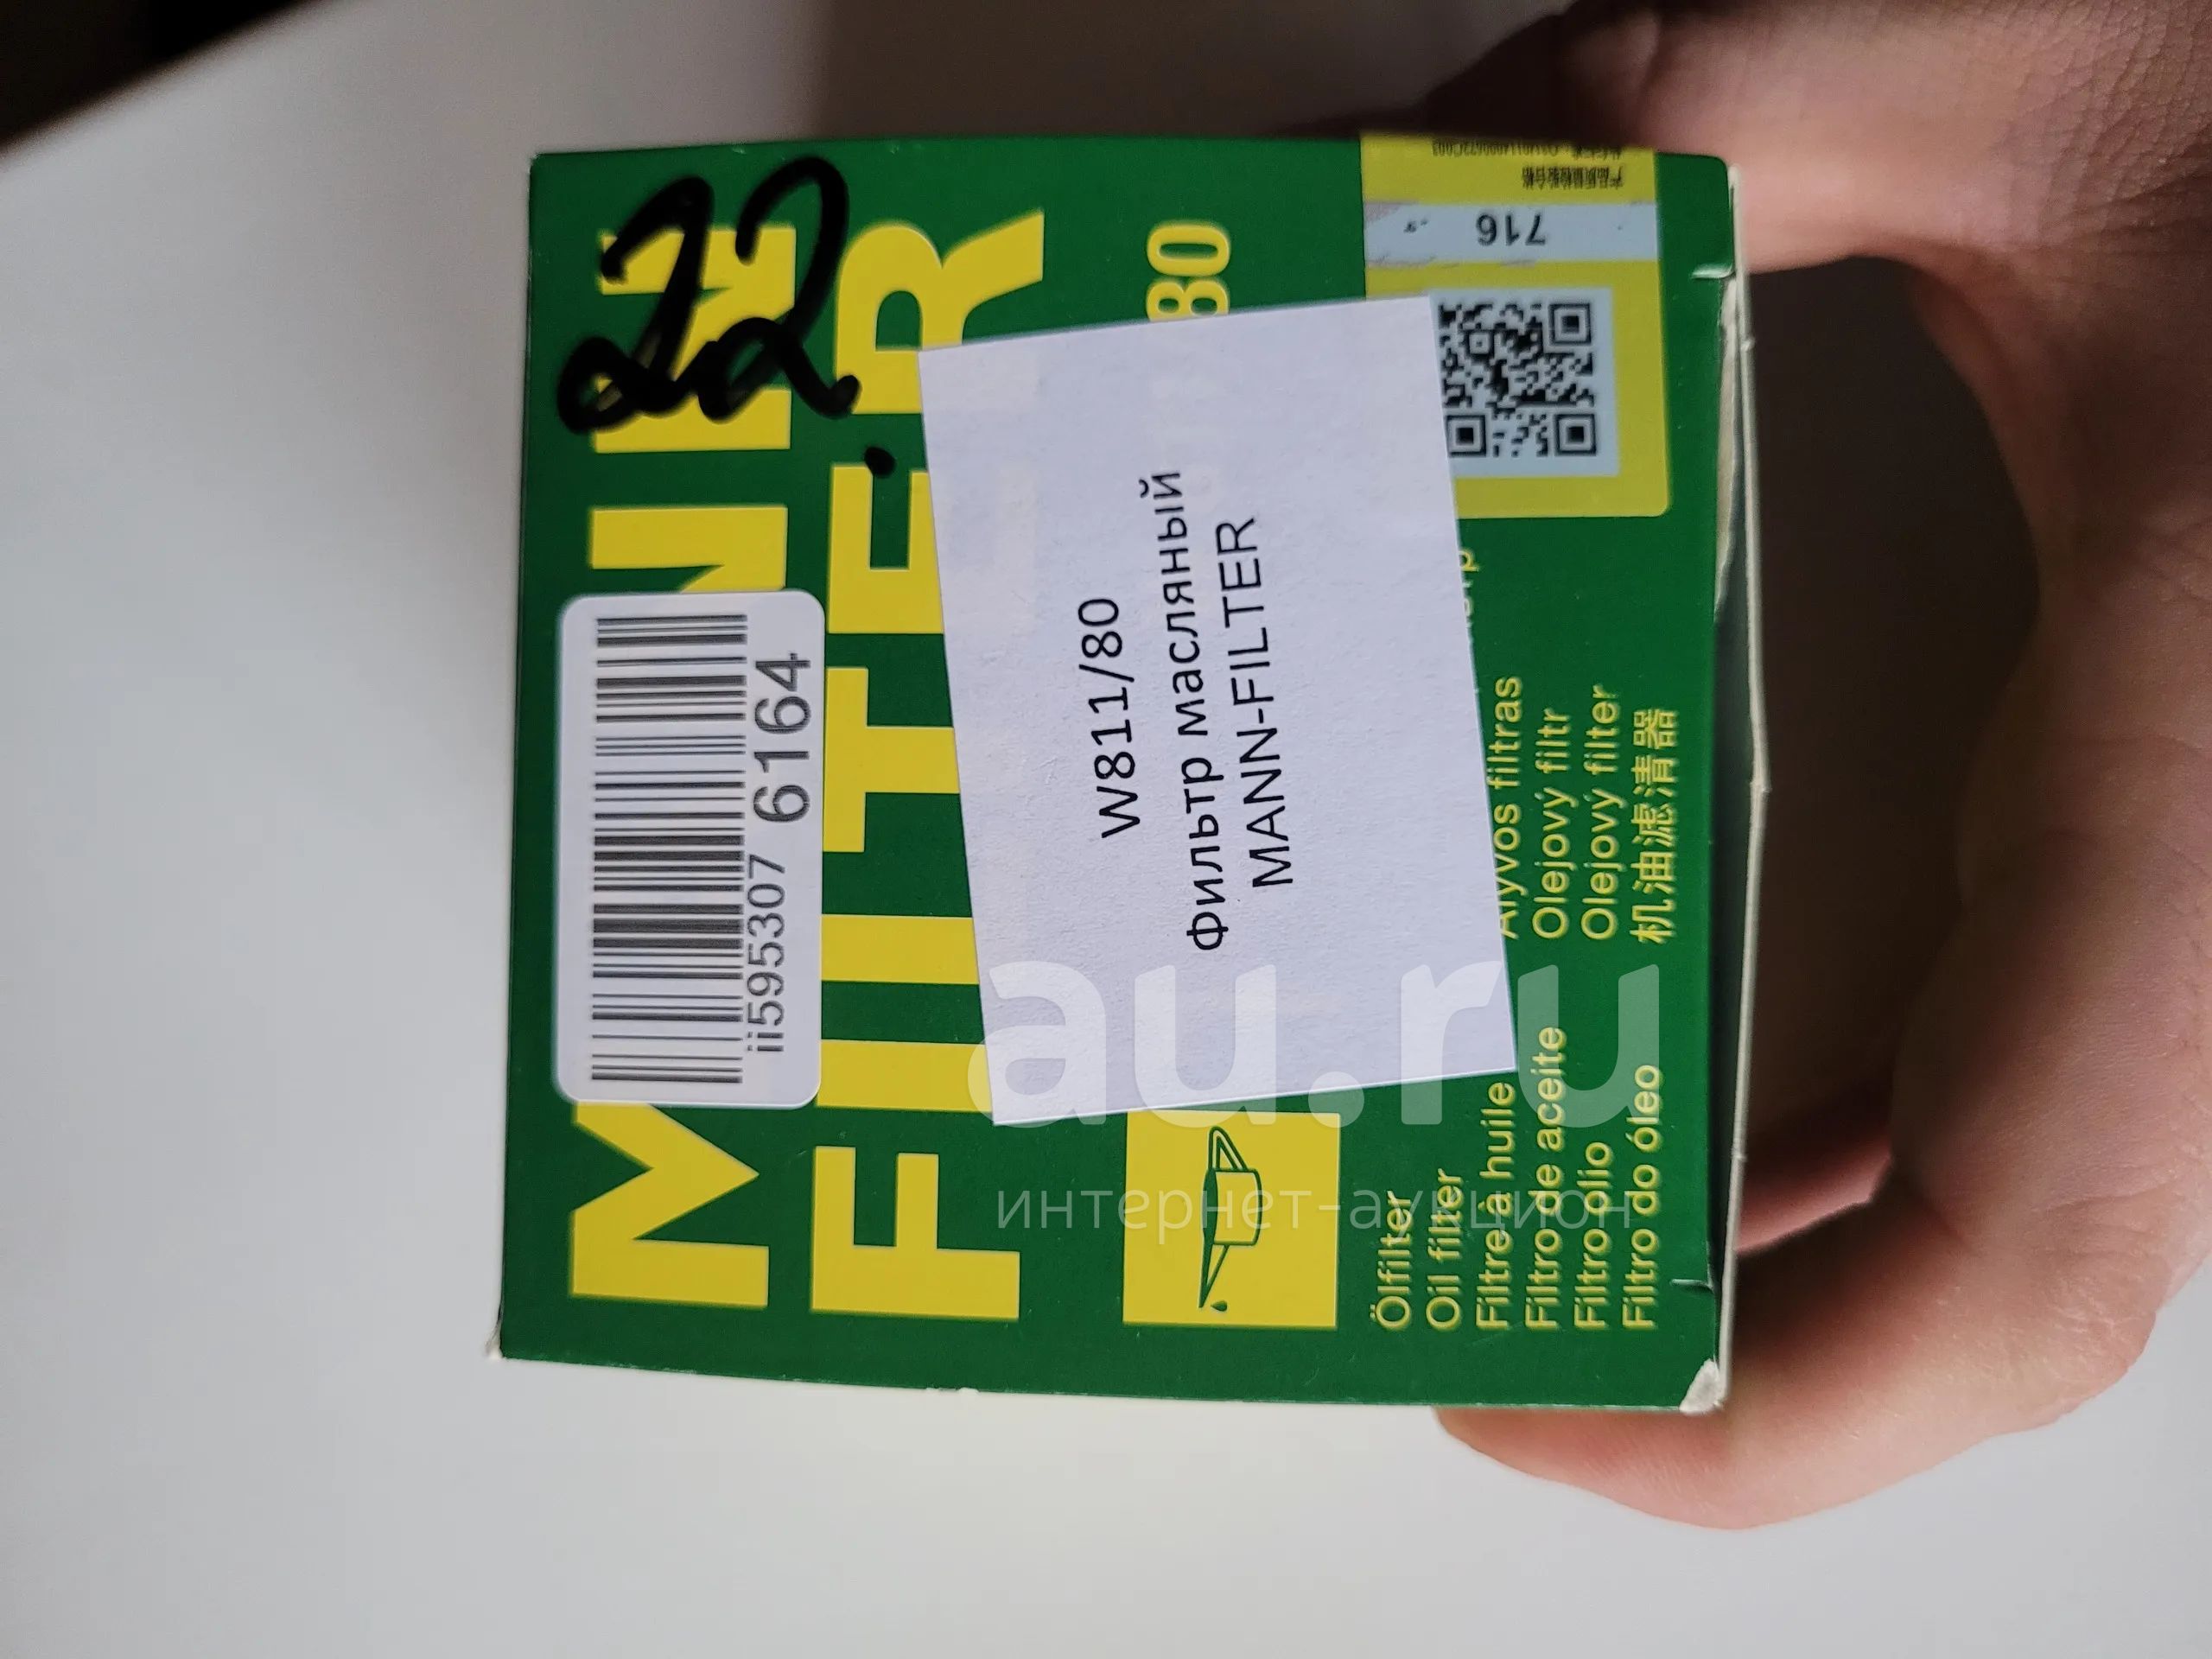 22.
MANN
FILTER
ii595307 6164
80
W811/80
фильтр масляный
MANN-FILTER
716
Ölfilter
Oil filter
Filtre à huile
Filtro de aceite
Filtro olio
Filtro do óleo
Alyvos filtras
Olejový filtr
Olejový filter
机油滤清器
au.ru
интернет-аукцион